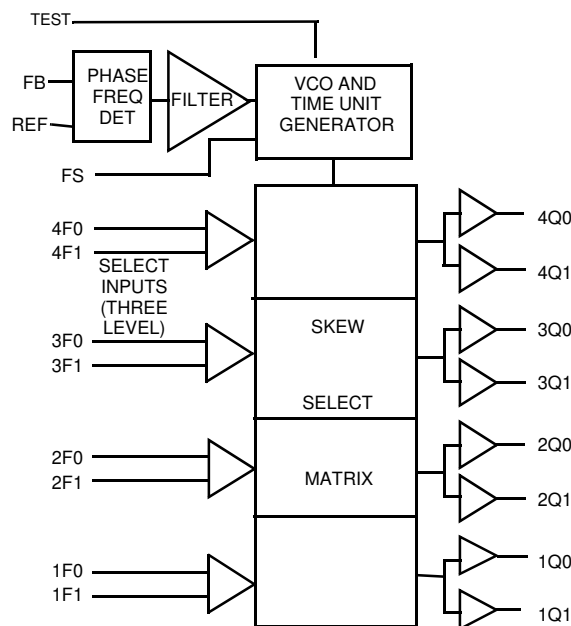 TEST
FB
REF
PHASE
FREQ
DET
FILTER
VCO AND
TIME UNIT
GENERATOR
FS
4F0
4F1
SELECT
INPUTS
(THREE
LEVEL)
3F0
3F1
2F0
2F1
1F0
1F1
SKEW
SELECT
MATRIX
4Q0
4Q1
3Q0
3Q1
2Q0
2Q1
1Q0
1Q1